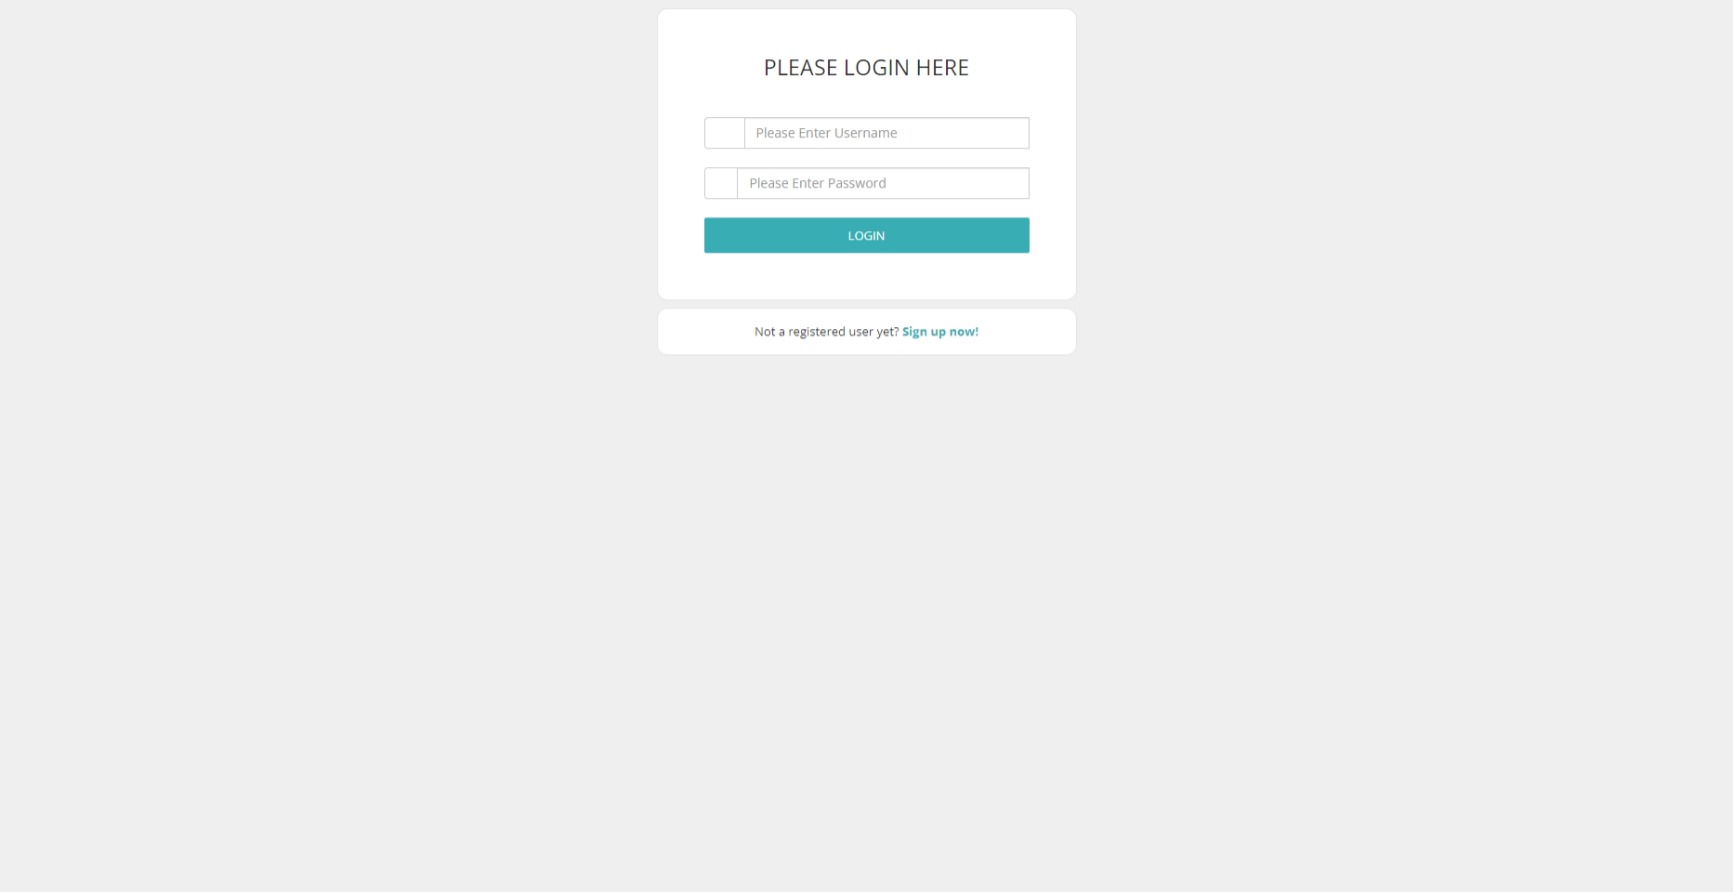 PLEASE LOGIN HERE
Please Enter Username
Please Enter Password
LOGIN
Not a registered user yet? Sign up now!